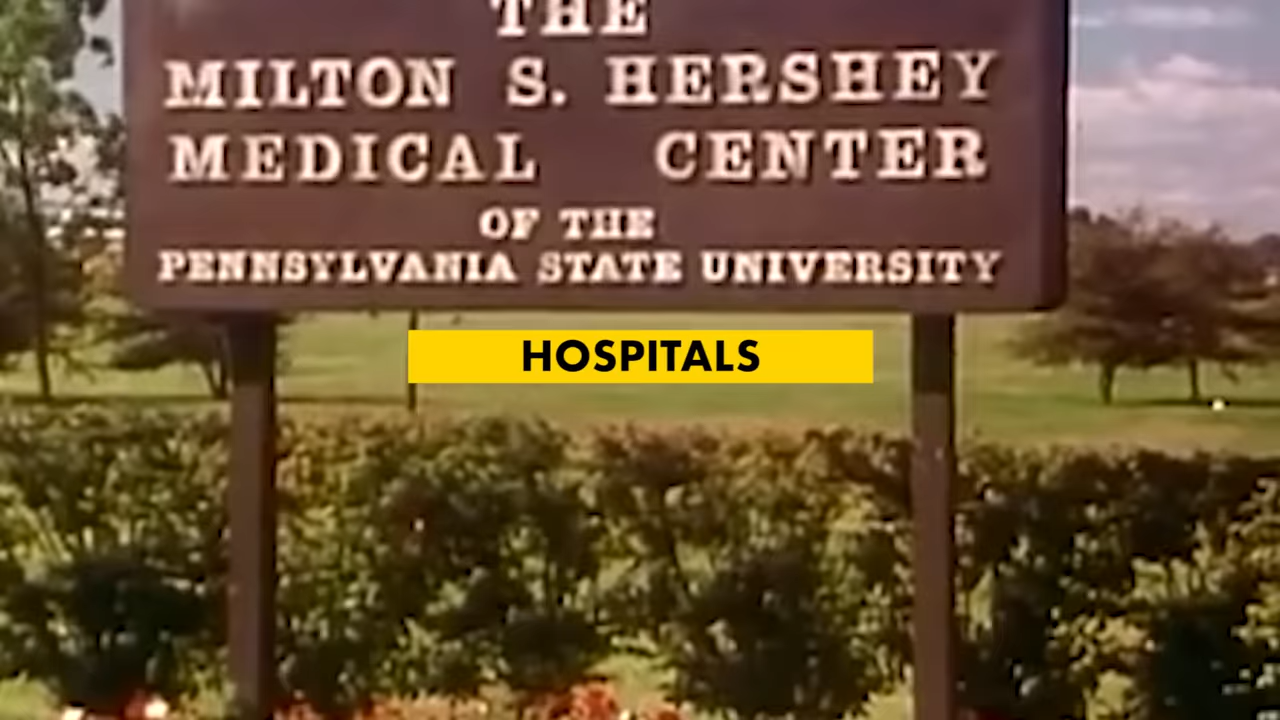 THE
MILTON S. HERSHEY
MEDICAL CENTER
OF THE
PENNSYLVANIA STATE UNIVERSITY
HOSPITALS